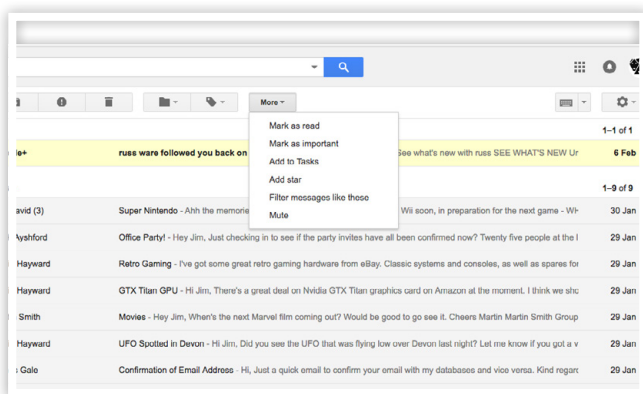 More
Mark as read
Mark as important
Add to Tasks
Add star
Filter messages like these
Mute
1–1 of 1
le+ russ ware followed you back on See what's new with russ SEE WHAT'S NEW Ur 6 Feb
1–9 of 9
avid (3) Super Nintendo - Ahh the memorie Wii soon, in preparation for the next game - WH 30 Jan
Ayshford Office Party! - Hey Jim, Just checking in to see if the party invites have all been confirmed now? Twenty five people at the l 29 Jan
Hayward Retro Gaming - I've got some great retro gaming hardware from eBay. Classic systems and consoles, as well as spares for 29 Jan
Hayward GTX Titan GPU - Hi Jim, There's a great deal on Nvidia GTX Titan graphics card on Amazon at the moment. I think we sho 29 Jan
Smith Movies - Hey Jim, When's the next Marvel film coming out? Would be good to go see it. Cheers Martin Martin Smith Group 29 Jan
Hayward UFO Spotted in Devon - Hi Jim, Did you see the UFO that was flying low over Devon last night? Let me know if you got a v 29 Jan
s Gale Confirmation of Email Address - Hi, Just a quick email to confirm your email with my databases and vice versa. Kind regard 29 Jan